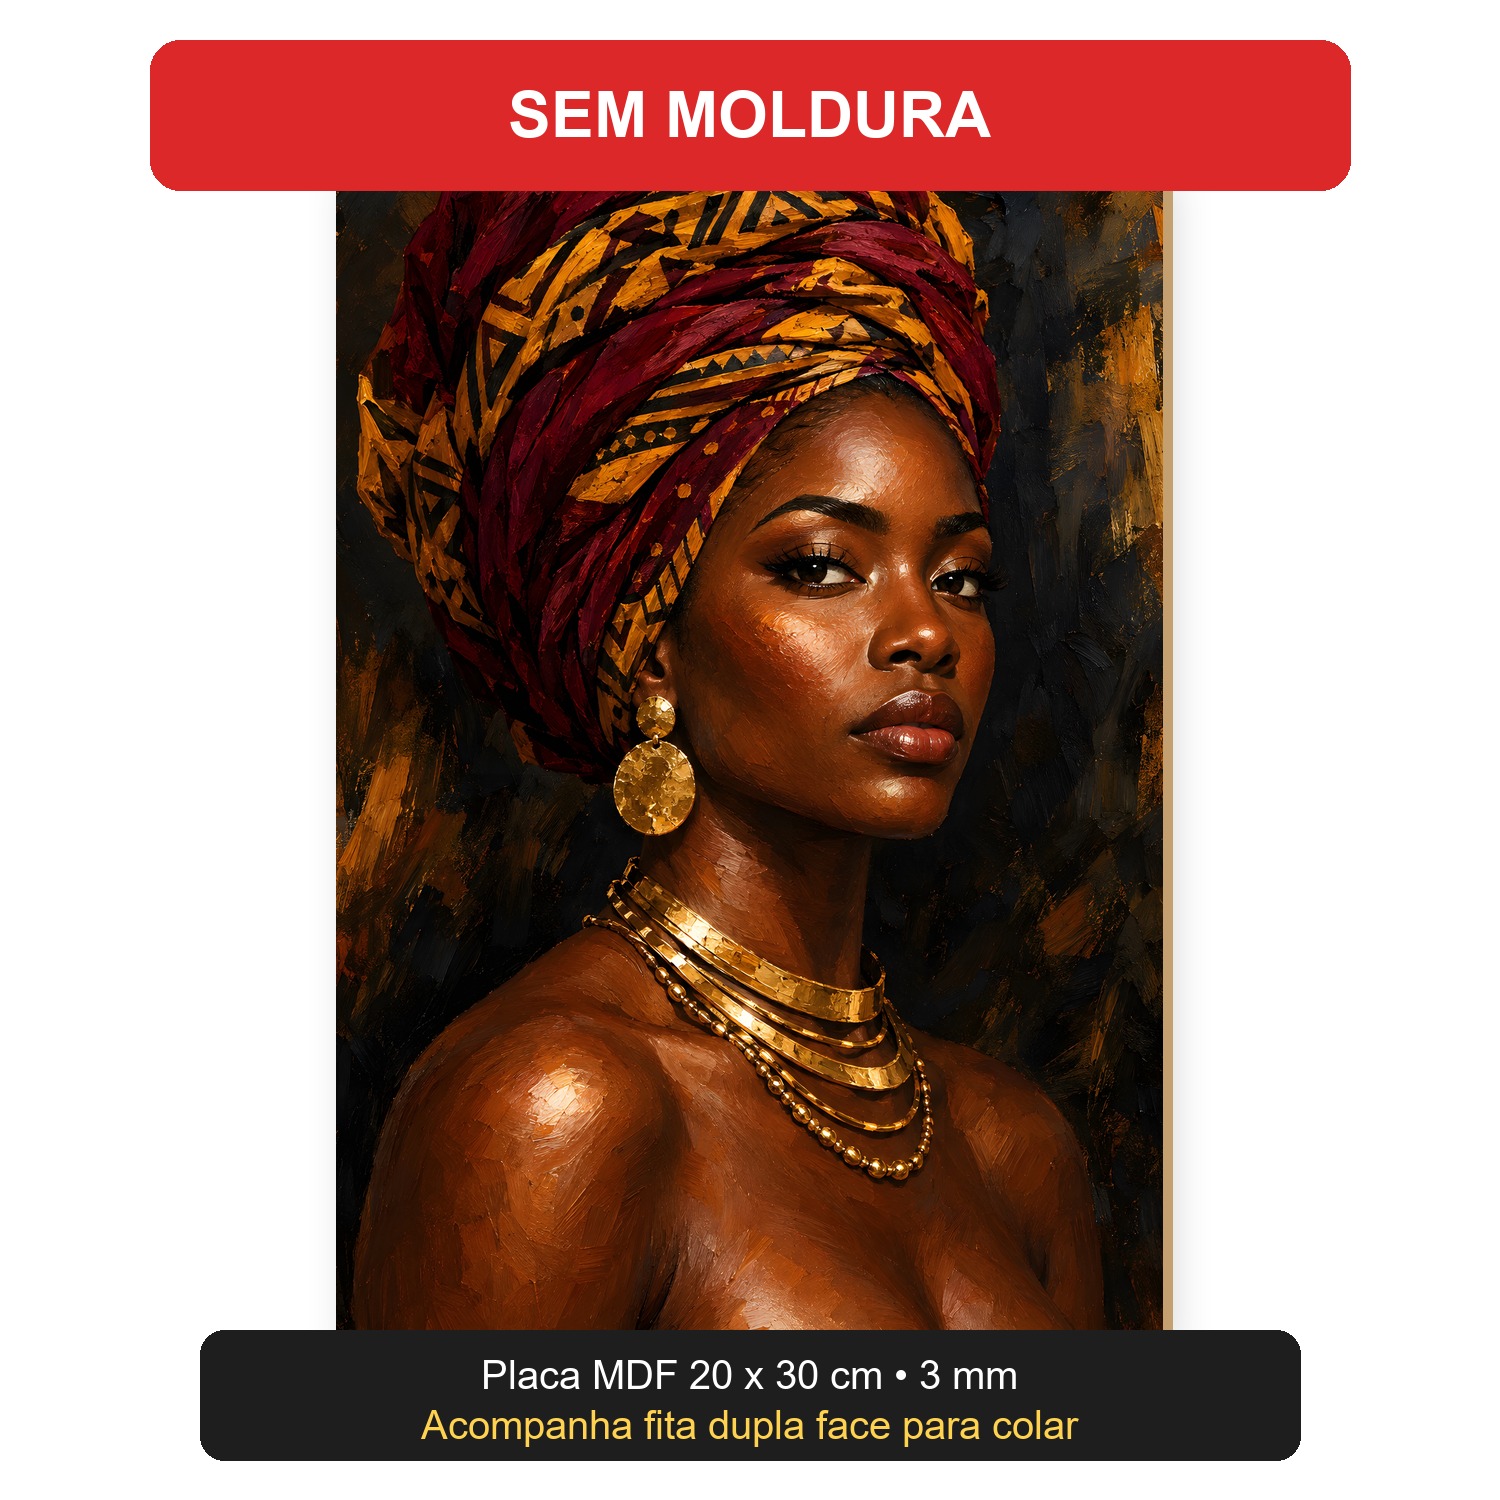 SEM MOLDURA
Placa MDF 20 x 30 cm • 3 mm
Acompanha fita dupla face para colar